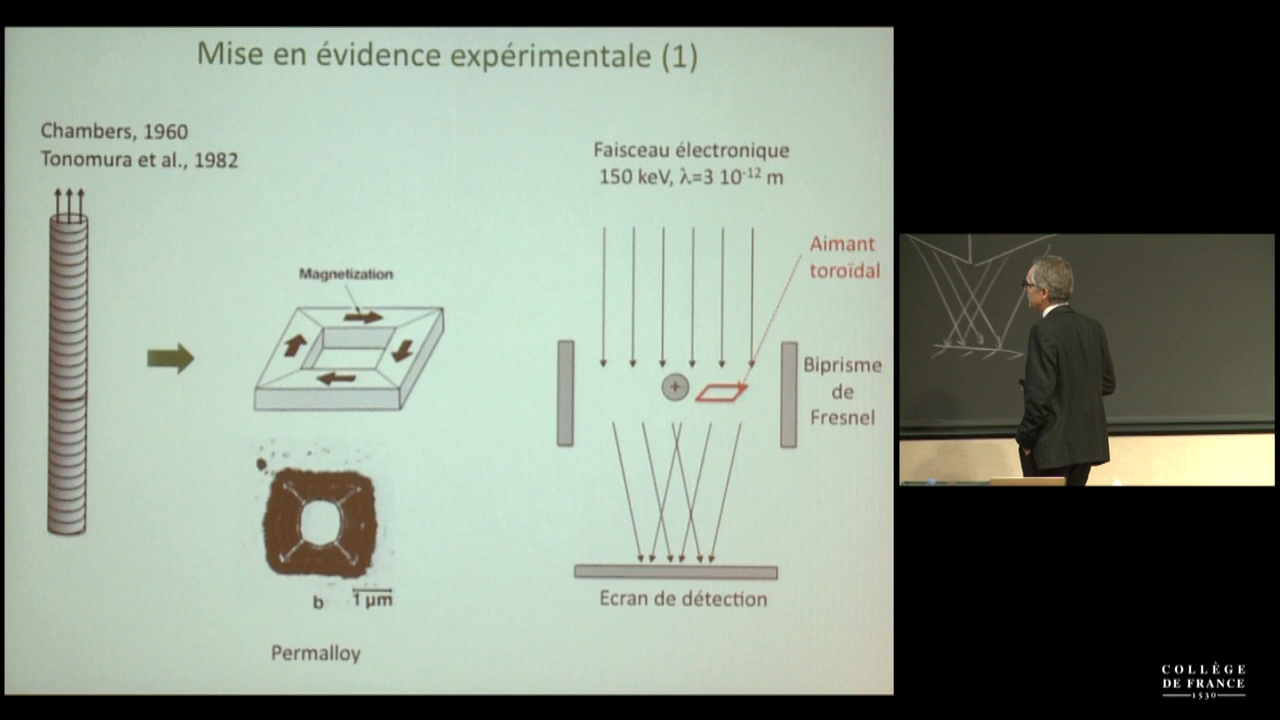 Mise en évidence expérimentale (1)
Chambers, 1960
Tonomura et al., 1982
Magnetization
b
1 µm
Permalloy
Faisceau électronique
150 keV, λ=3 10⁻¹² m
Aimant
toroïdal
+
Biprisme
de
Fresnel
Ecran de détection
COLLÈGE
DE FRANCE
1530